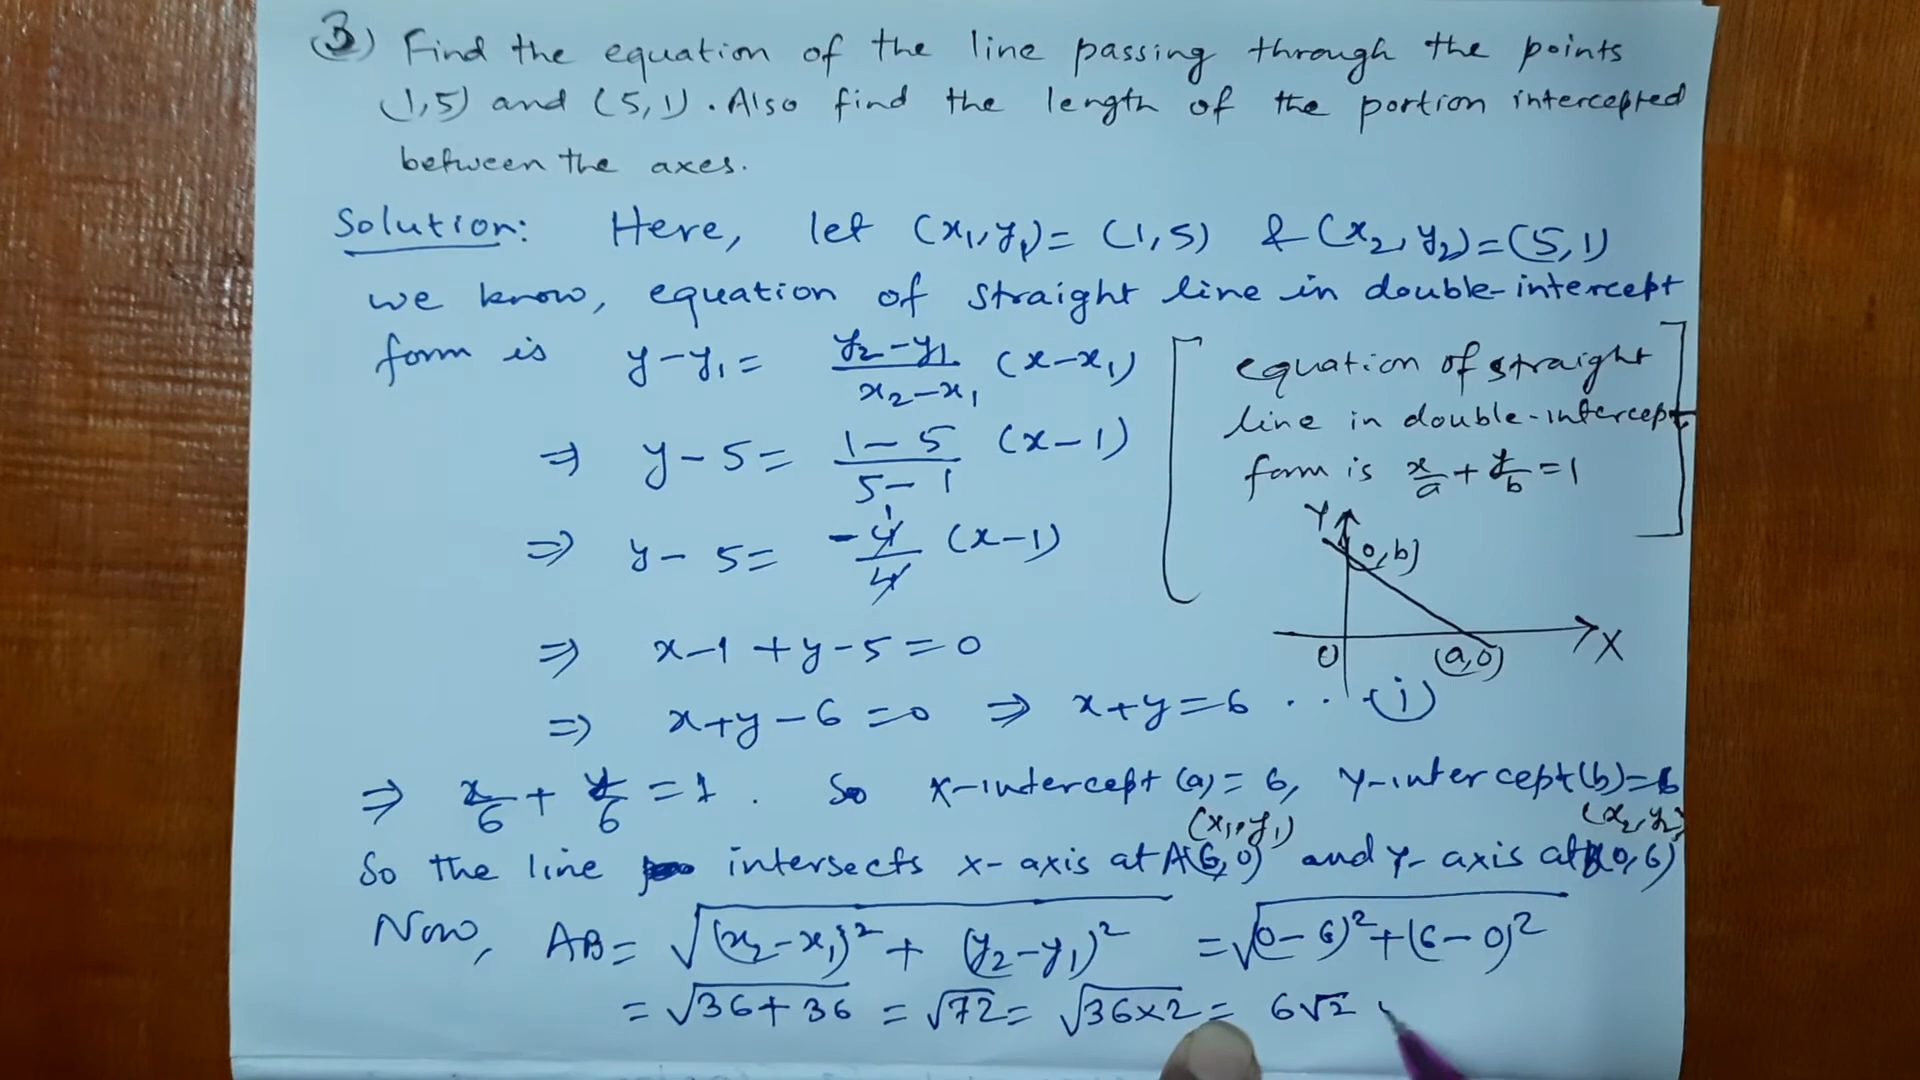 3) Find the equation of the line passing through the points
(1,5) and (5,1). Also find the length of the portion intercepted
between the axes.
Solution: Here, let (x₁,y₁)= (1,5) & (x₂,y₂)=(5,1)
we know, equation of straight line in double-intercept
form is y-y₁= y₂-y₁/x₂-x₁ (x-x₁)
⇒ y-5= 1-5/5-1 (x-1)
⇒ y-5= -4/4 (x-1)
1
[equation of straight
line in double-intercept
form is x/a + y/b =1]
Y
(0,b)
O (a,0) X
⇒ x-1+y-5=0
⇒ x+y-6=0 ⇒ x+y=6 ... (i)
⇒ x/6 + y/6 =1. So x-intercept (a)= 6, Y-intercept(b)=6
(x₁,y₁) (x₂,y₂)
So the line intersects x-axis at A(6,0) and Y-axis at B(0,6)
Now, AB= √(x₂-x₁)²+ (y₂-y₁)² =√(0-6)²+(6-0)²
= √36+36 = √72 = √36×2 = 6√2